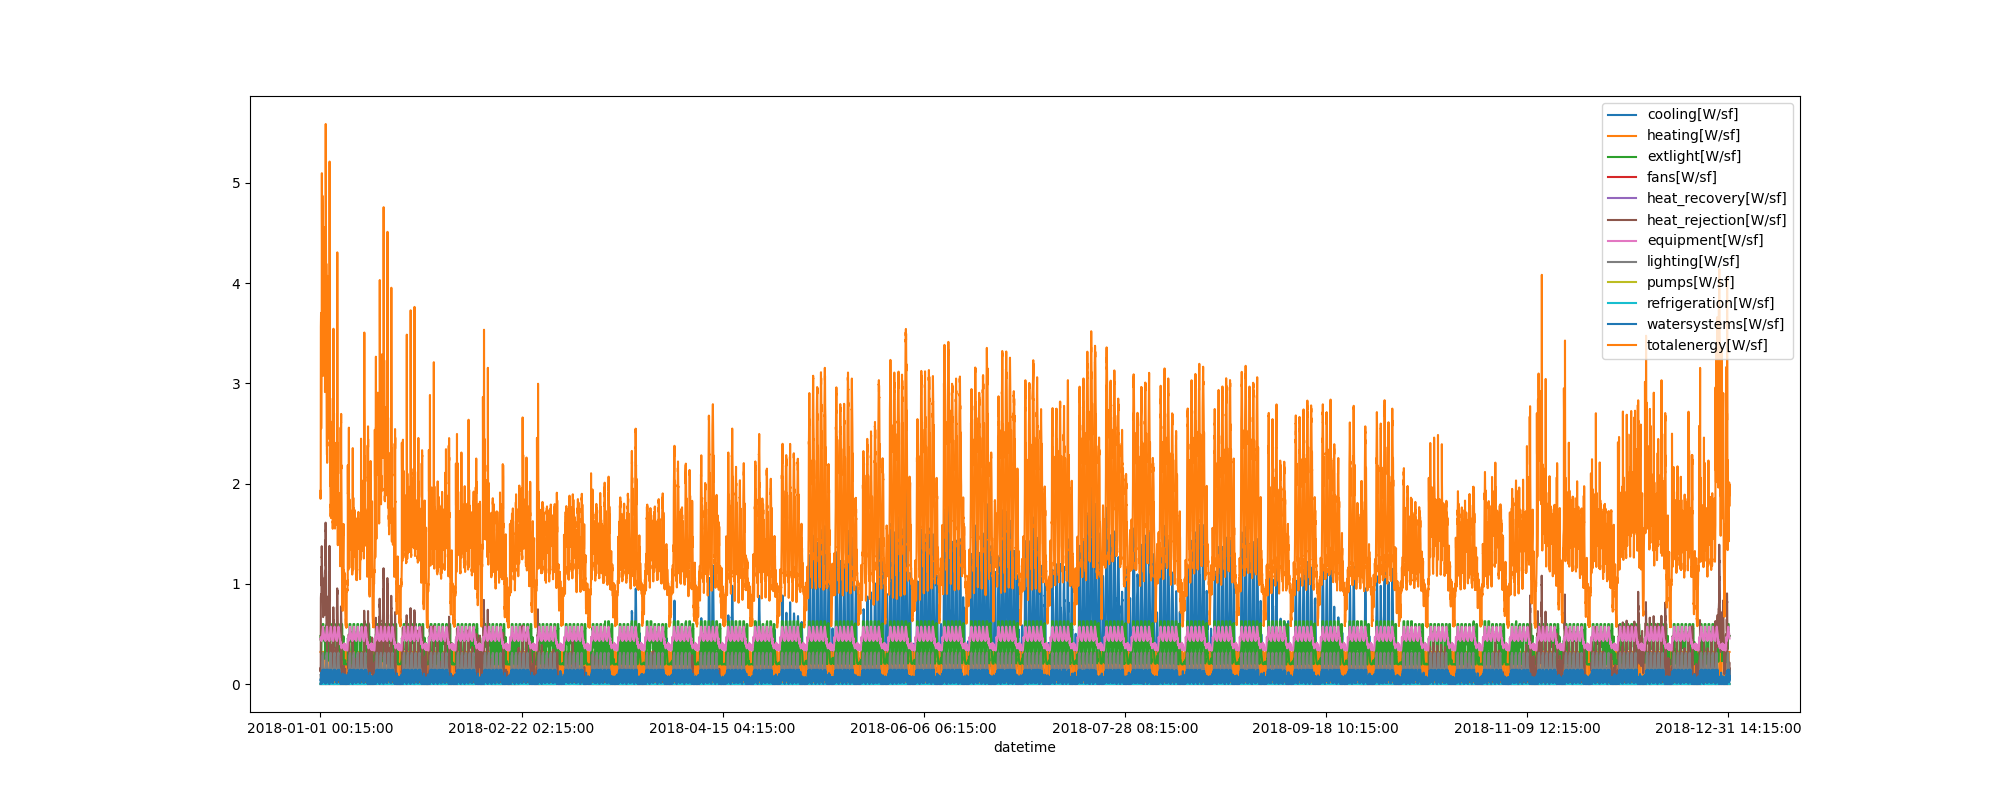 cooling[W/sf]
heating[W/sf]
extlight[W/sf]
fans[W/sf]
heat_recovery[W/sf]
heat_rejection[W/sf]
equipment[W/sf]
lighting[W/sf]
pumps[W/sf]
refrigeration[W/sf]
watersystems[W/sf]
totalenergy[W/sf]
5
4
3
2
1
0
2018-01-01 00:15:00 2018-02-22 02:15:00 2018-04-15 04:15:00 2018-06-06 06:15:00 2018-07-28 08:15:00 2018-09-18 10:15:00 2018-11-09 12:15:00 2018-12-31 14:15:00
datetime